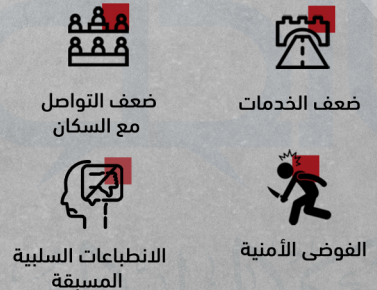 ضعف الخدمات
ضعف التواصل
مع السكان
الفوضى الأمنية
الانطباعات السلبية
المسبقة